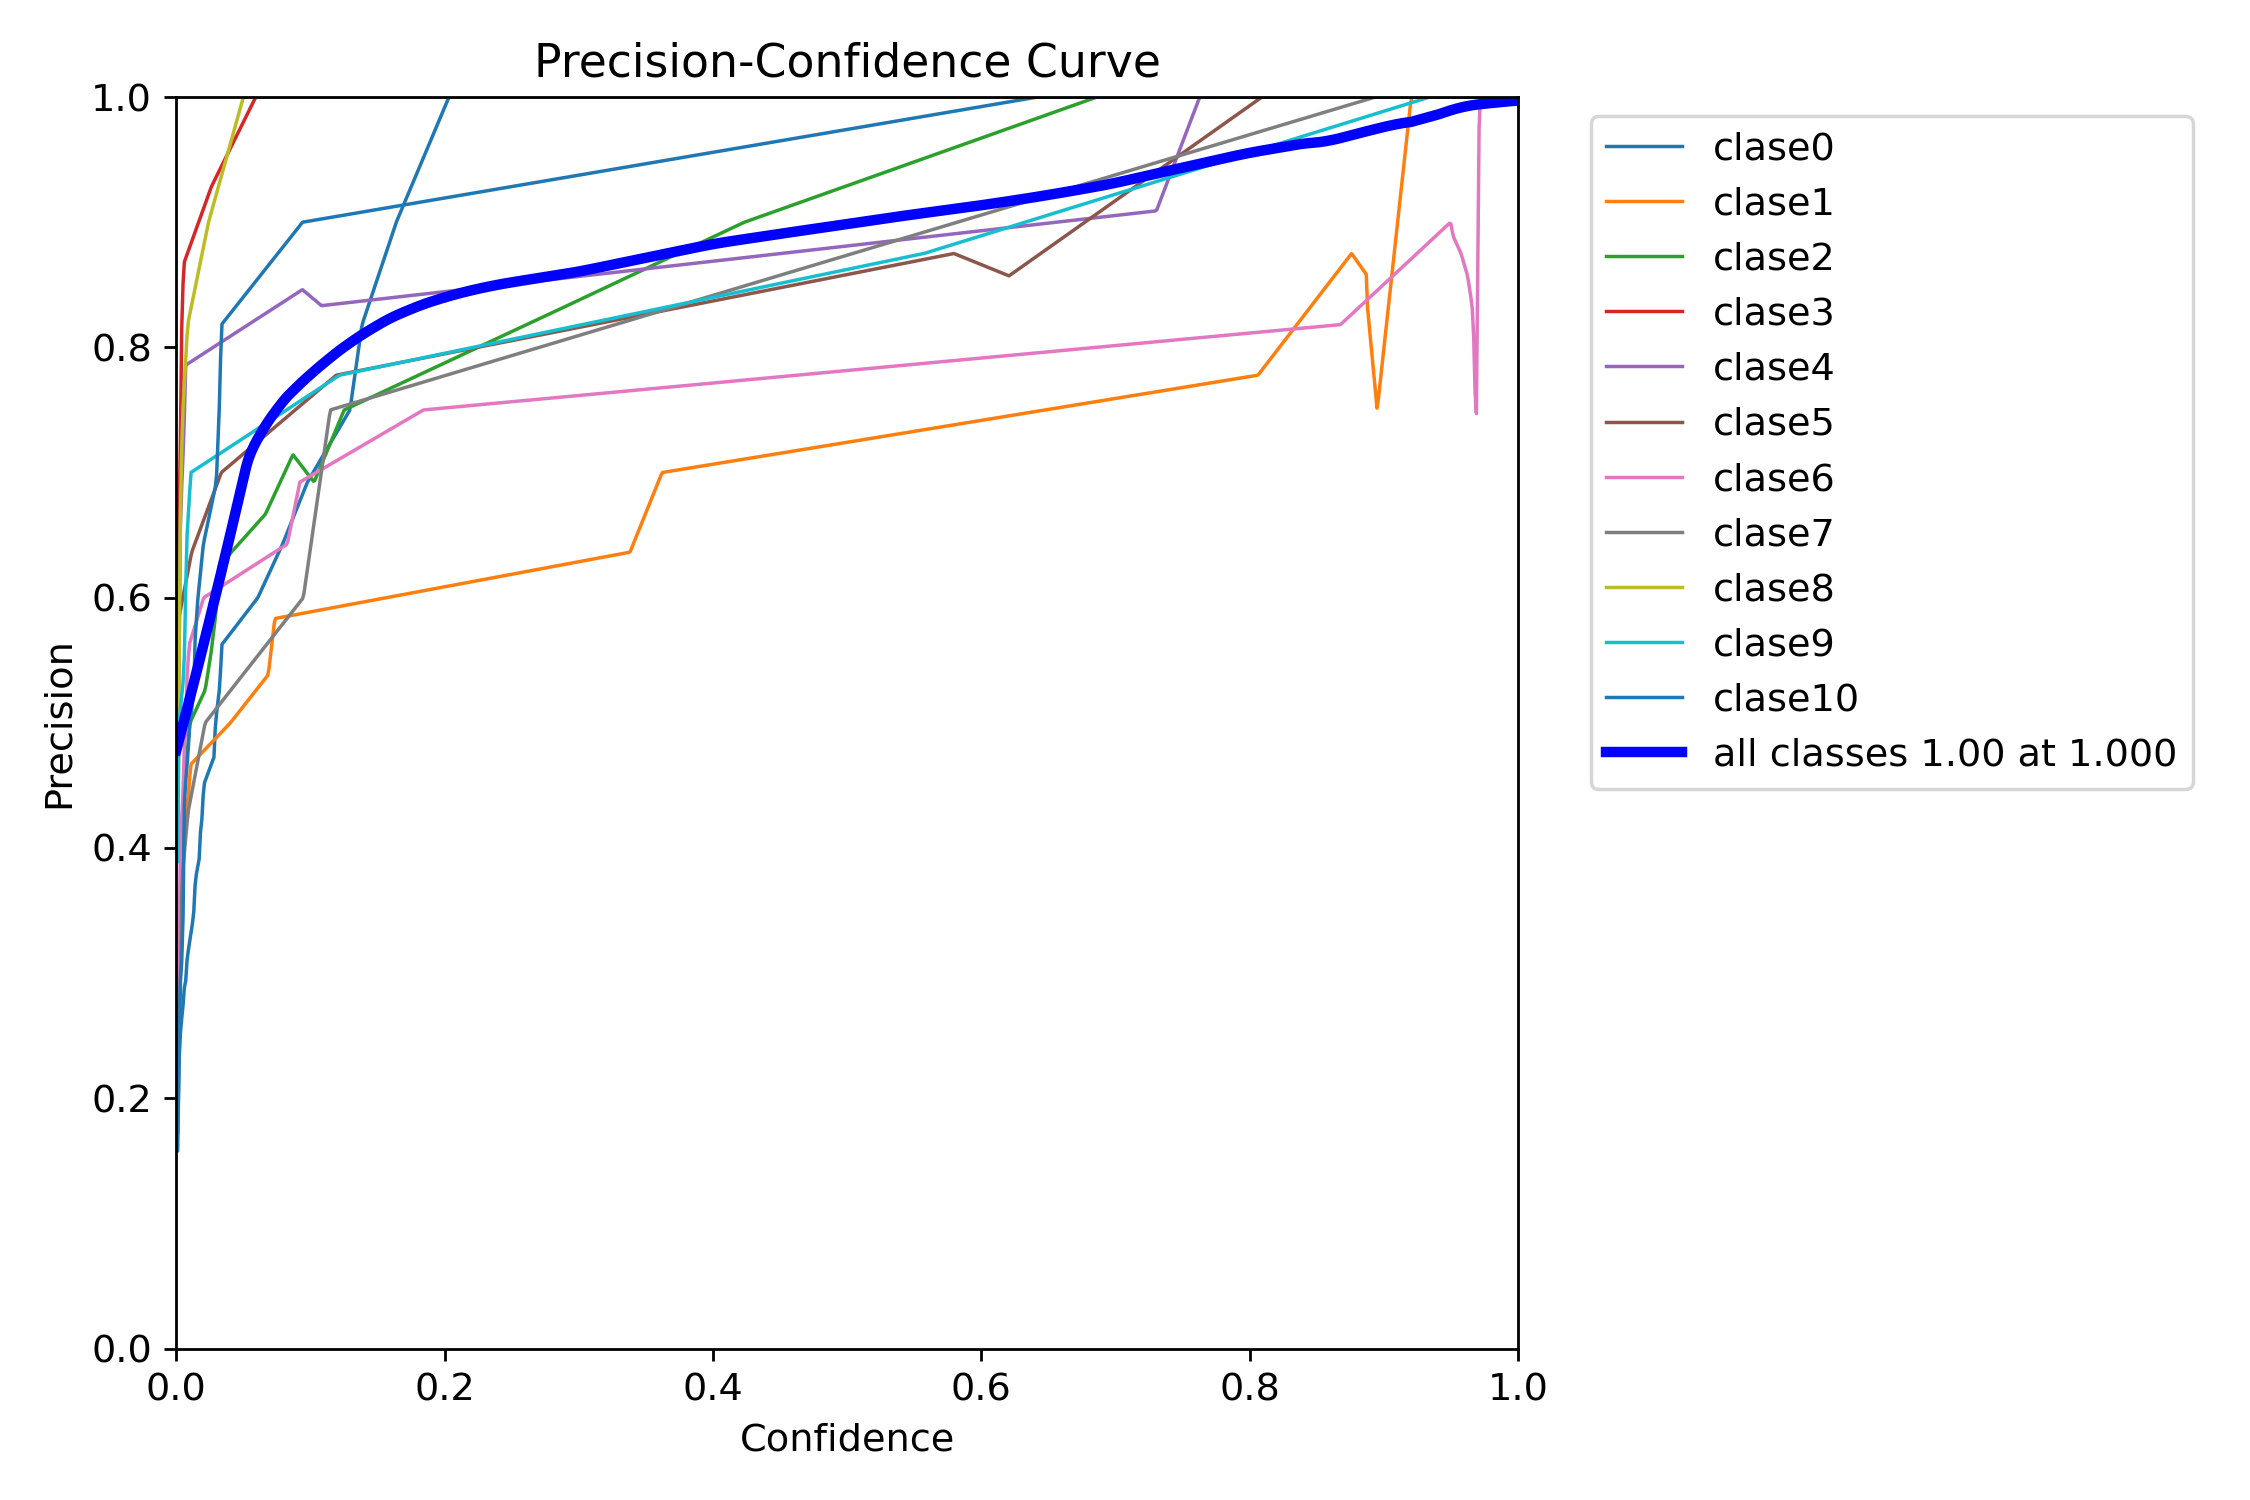 Precision-Confidence Curve
1.0
0.8
0.6
0.4
0.2
0.0
Precision
0.0 0.2 0.4 0.6 0.8 1.0
Confidence
clase0
clase1
clase2
clase3
clase4
clase5
clase6
clase7
clase8
clase9
clase10
all classes 1.00 at 1.000